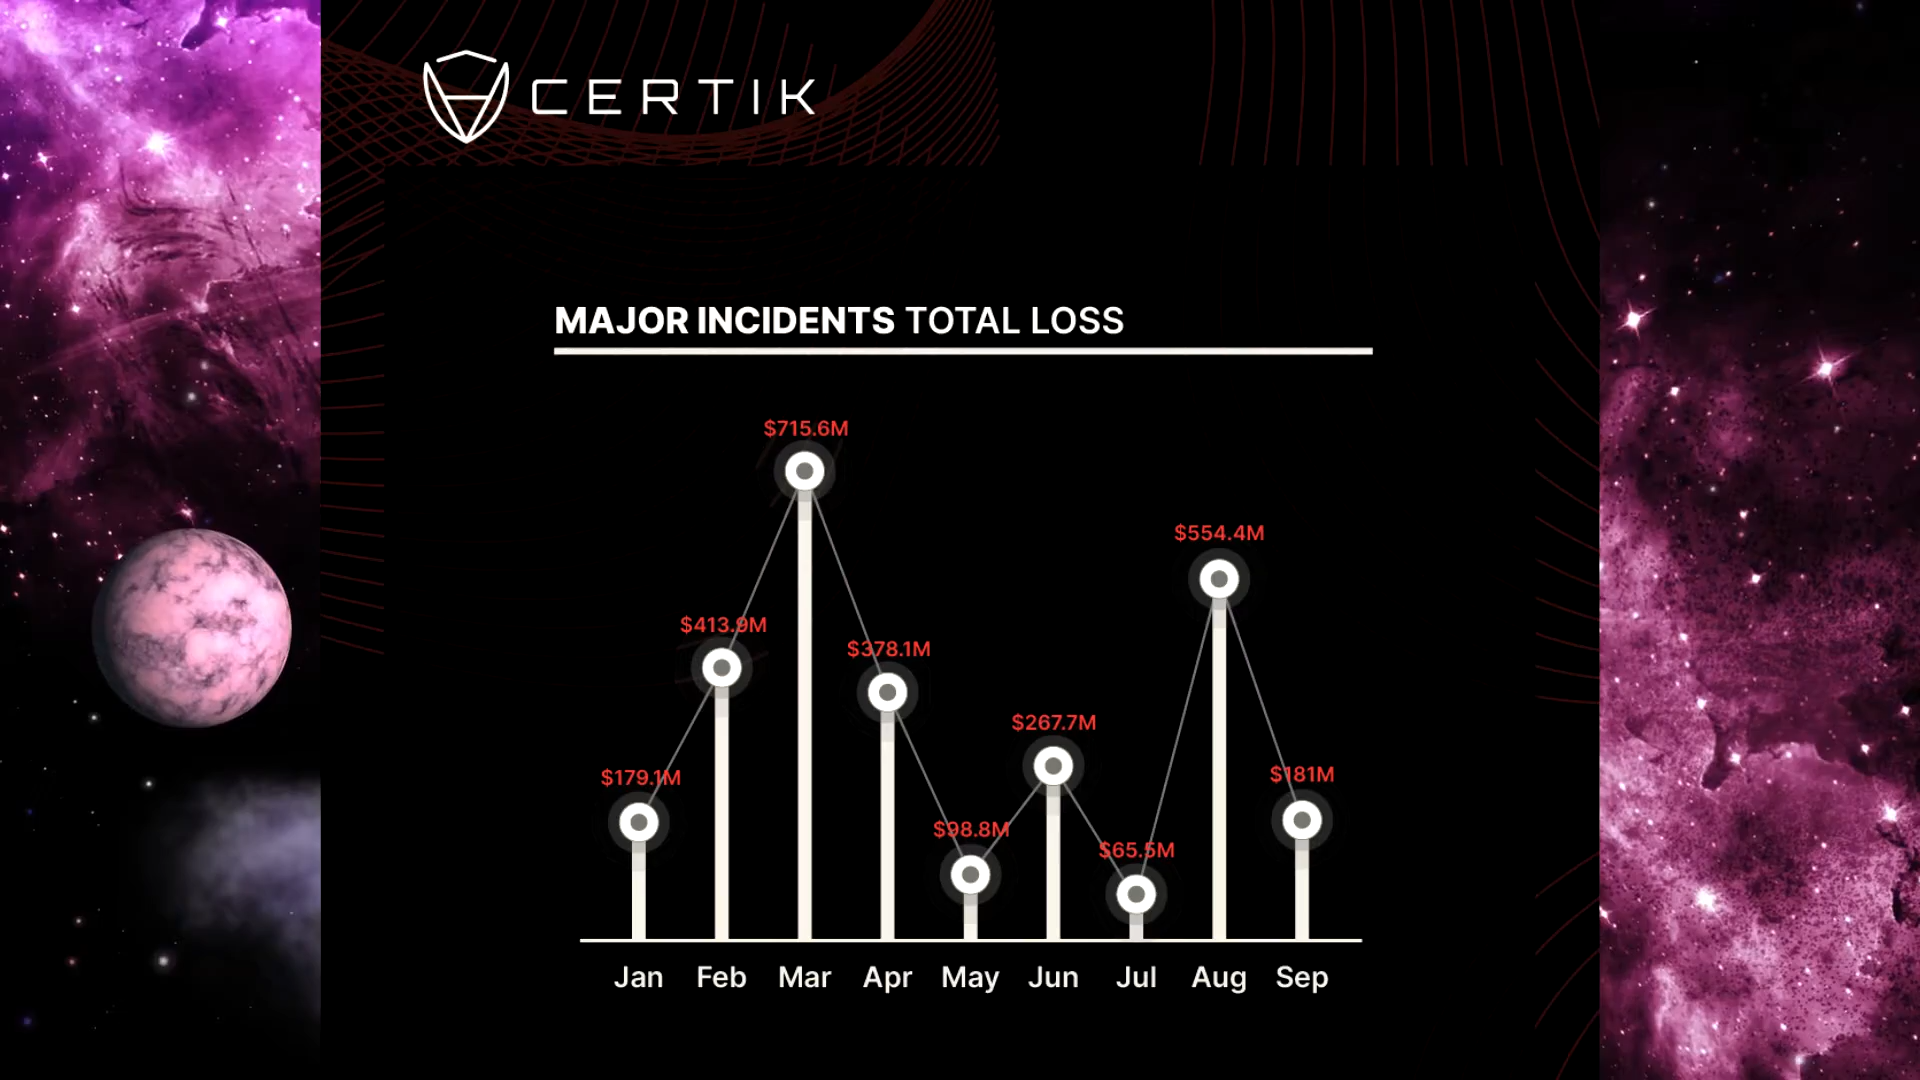 CERTIK
MAJOR INCIDENTS TOTAL LOSS
$715.6M
$554.4M
$413.9M
$378.1M
$267.7M
$181M
$179.1M
$98.8M
$65.5M
Jan Feb Mar Apr May Jun Jul Aug Sep